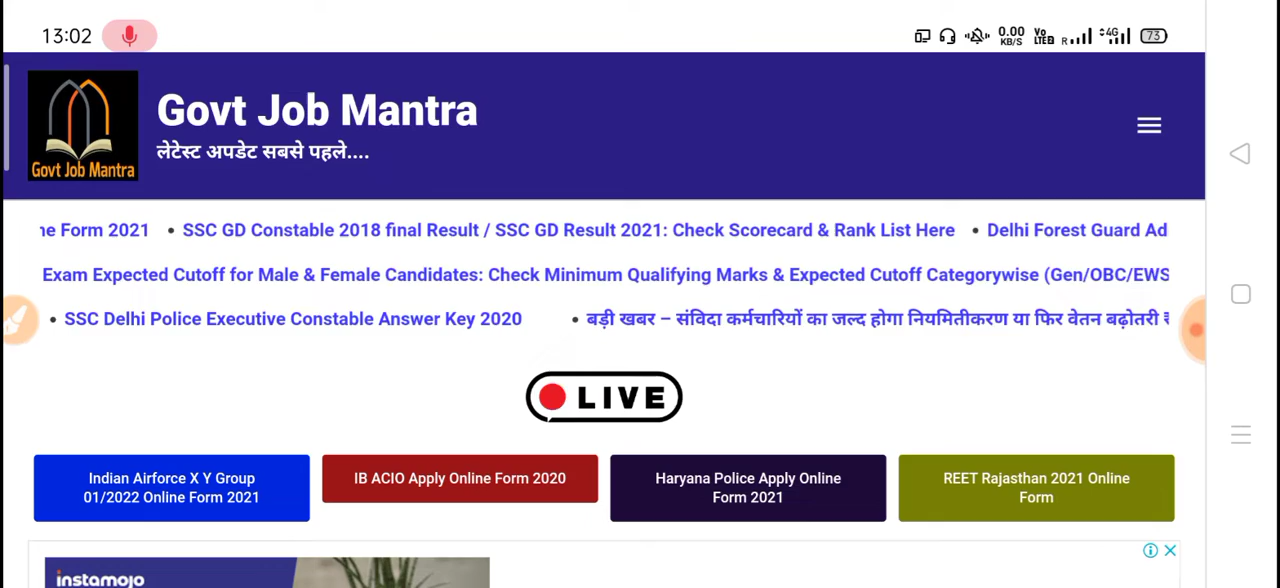 13:02
0.00 KB/S
Vo LTE2
R
4G
73
Govt Job Mantra
Govt Job Mantra
लेटेस्ट अपडेट सबसे पहले....
ne Form 2021 • SSC GD Constable 2018 final Result / SSC GD Result 2021: Check Scorecard & Rank List Here • Delhi Forest Guard Ad
Exam Expected Cutoff for Male & Female Candidates: Check Minimum Qualifying Marks & Expected Cutoff Categorywise (Gen/OBC/EWS
• SSC Delhi Police Executive Constable Answer Key 2020 • बड़ी खबर – संविदा कर्मचारियों का जल्द होगा नियमितीकरण या फिर वेतन बढ़ोतरी
LIVE
Indian Airforce X Y Group
01/2022 Online Form 2021
IB ACIO Apply Online Form 2020
Haryana Police Apply Online
Form 2021
REET Rajasthan 2021 Online
Form
instamojo